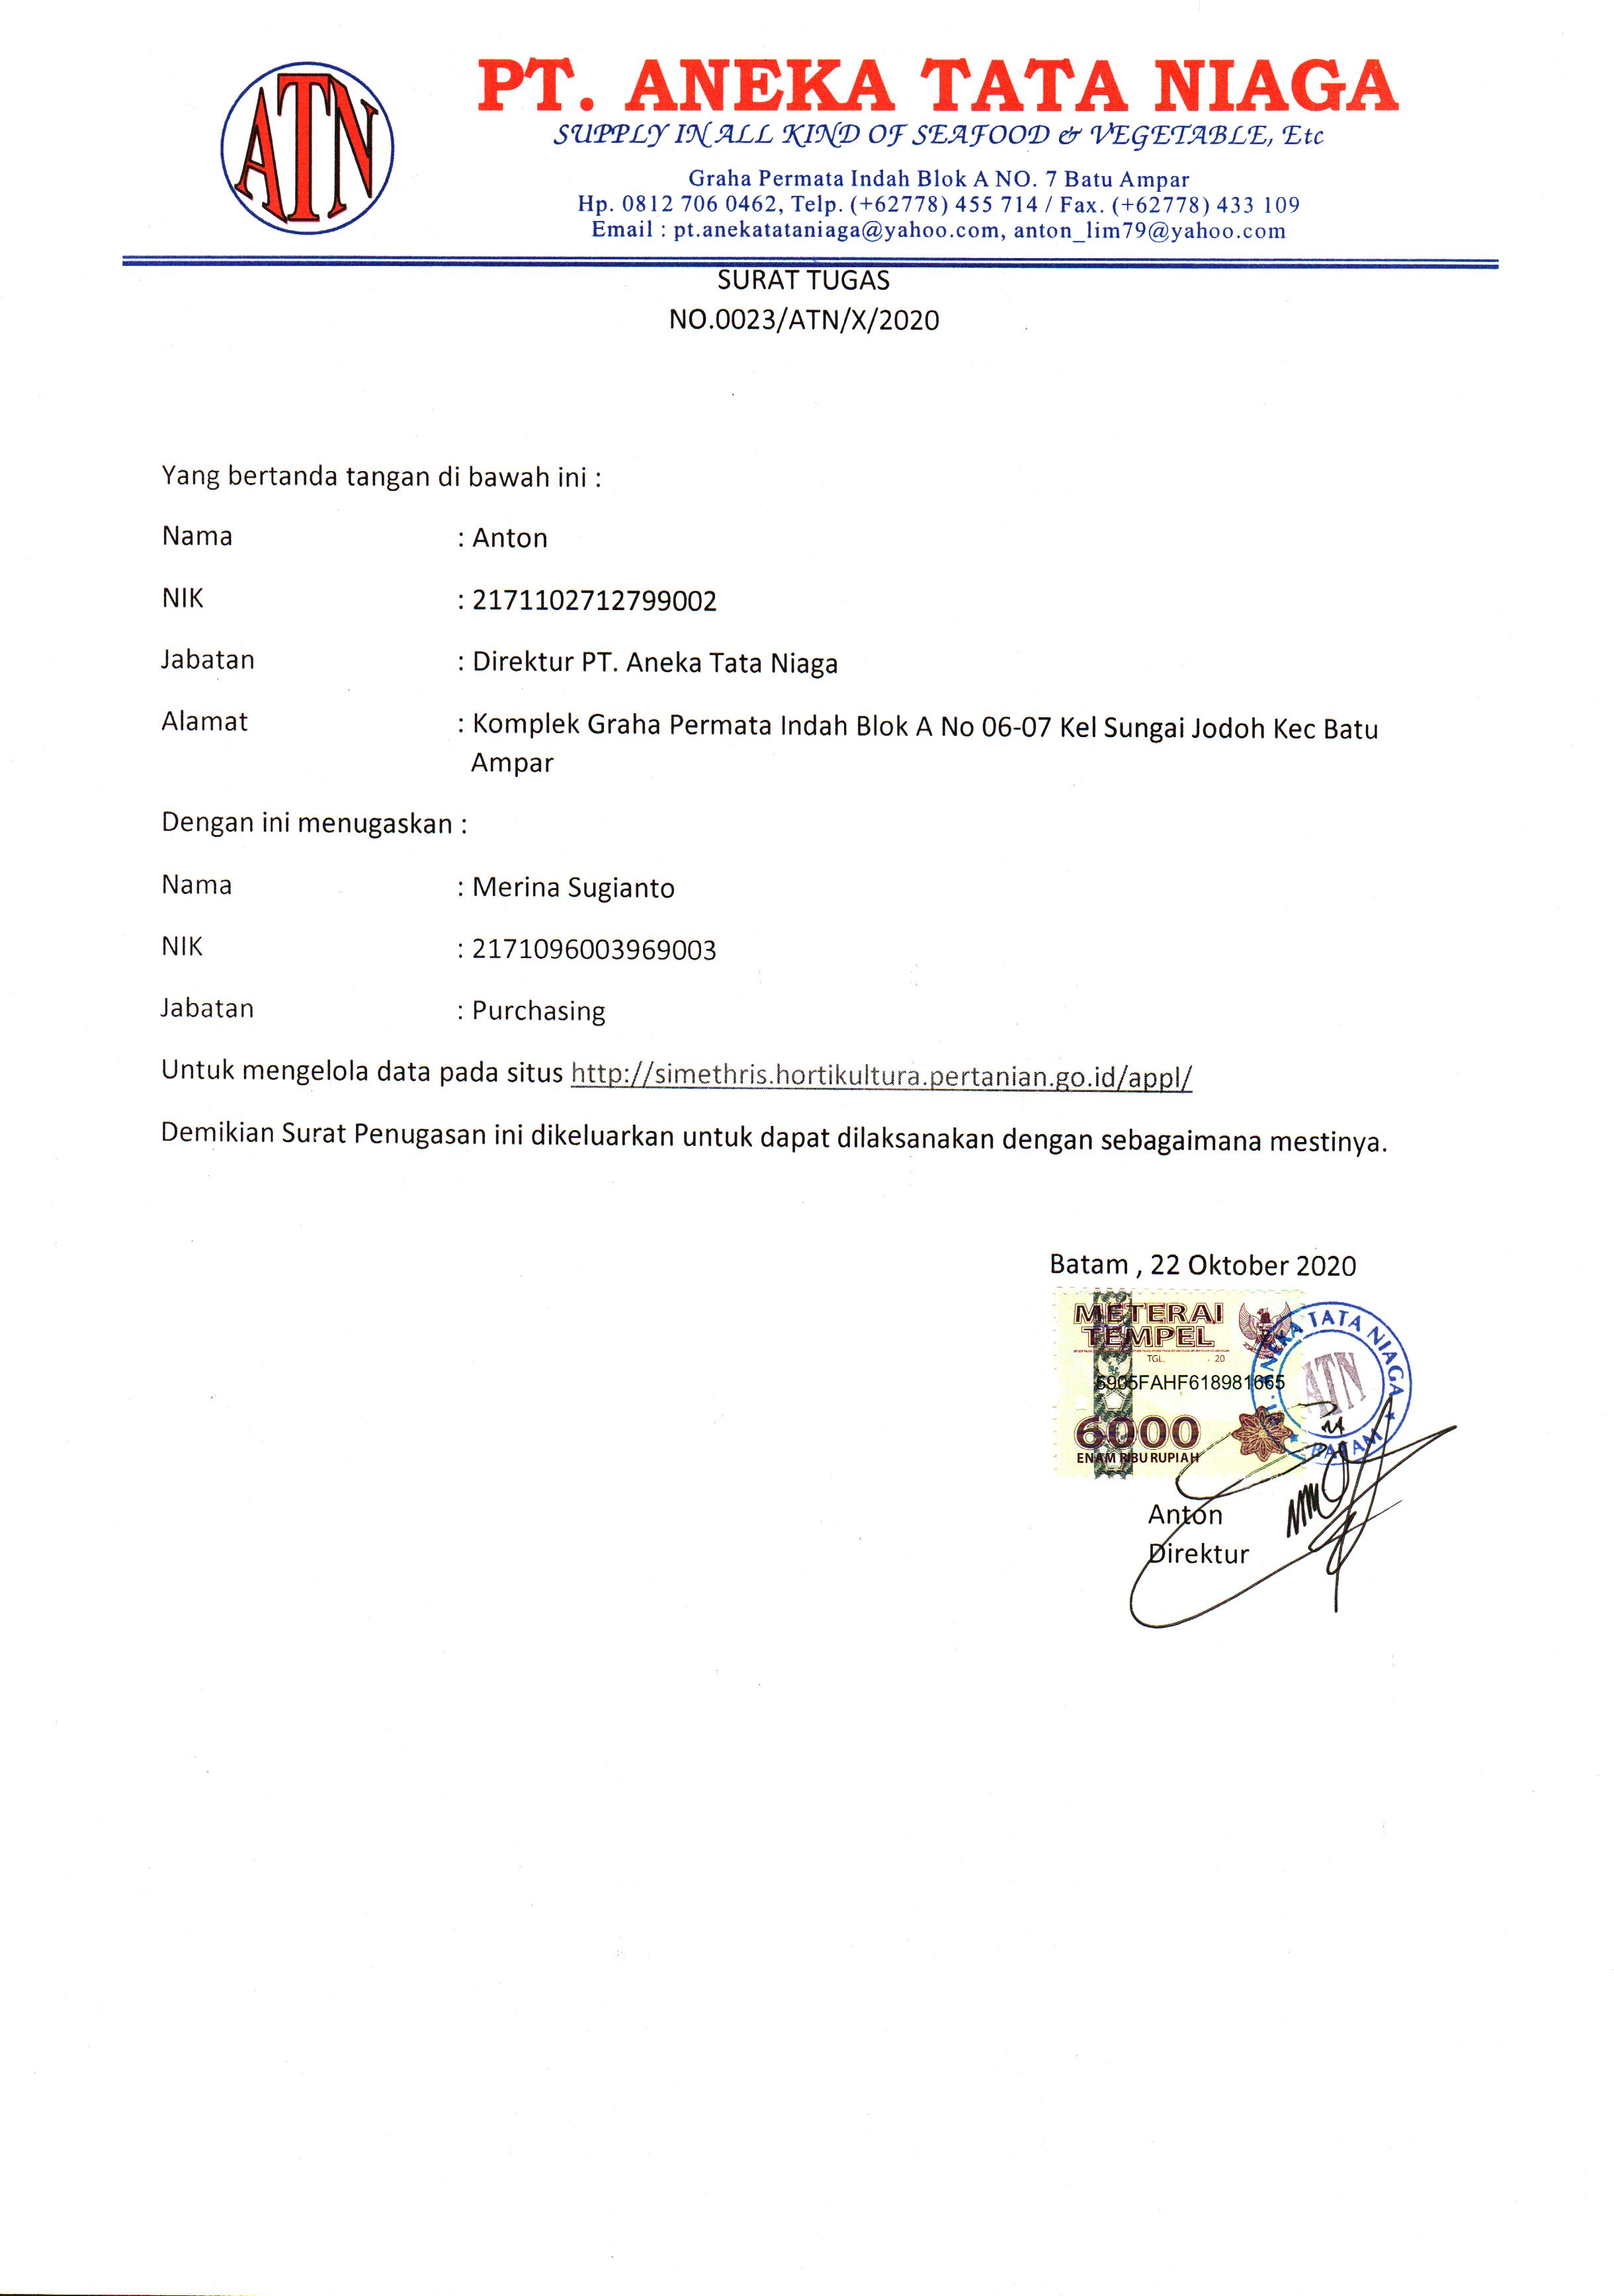 ATN
PT. ANEKA TATA NIAGA
SUPPLY IN ALL KIND OF SEAFOOD & VEGETABLE, Etc
Graha Permata Indah Blok A NO. 7 Batu Ampar
Hp. 0812 706 0462, Telp. (+62778) 455 714 / Fax. (+62778) 433 109
Email : pt.anekatataniaga@yahoo.com, anton_lim79@yahoo.com
SURAT TUGAS
NO.0023/ATN/X/2020
Yang bertanda tangan di bawah ini :
Nama : Anton
NIK : 2171102712799002
Jabatan : Direktur PT. Aneka Tata Niaga
Alamat : Komplek Graha Permata Indah Blok A No 06-07 Kel Sungai Jodoh Kec Batu
Ampar
Dengan ini menugaskan :
Nama : Merina Sugianto
NIK : 2171096003969003
Jabatan : Purchasing
Untuk mengelola data pada situs http://simethris.hortikultura.pertanian.go.id/appl/
Demikian Surat Penugasan ini dikeluarkan untuk dapat dilaksanakan dengan sebagaimana mestinya.
Batam , 22 Oktober 2020
METERAI
TEMPEL
TGL. 20
FAHF618981665
6000
ENAM RIBU RUPIAH
ANEKA TATA NIAGA
ATN
BATAM
Anton
Direktur